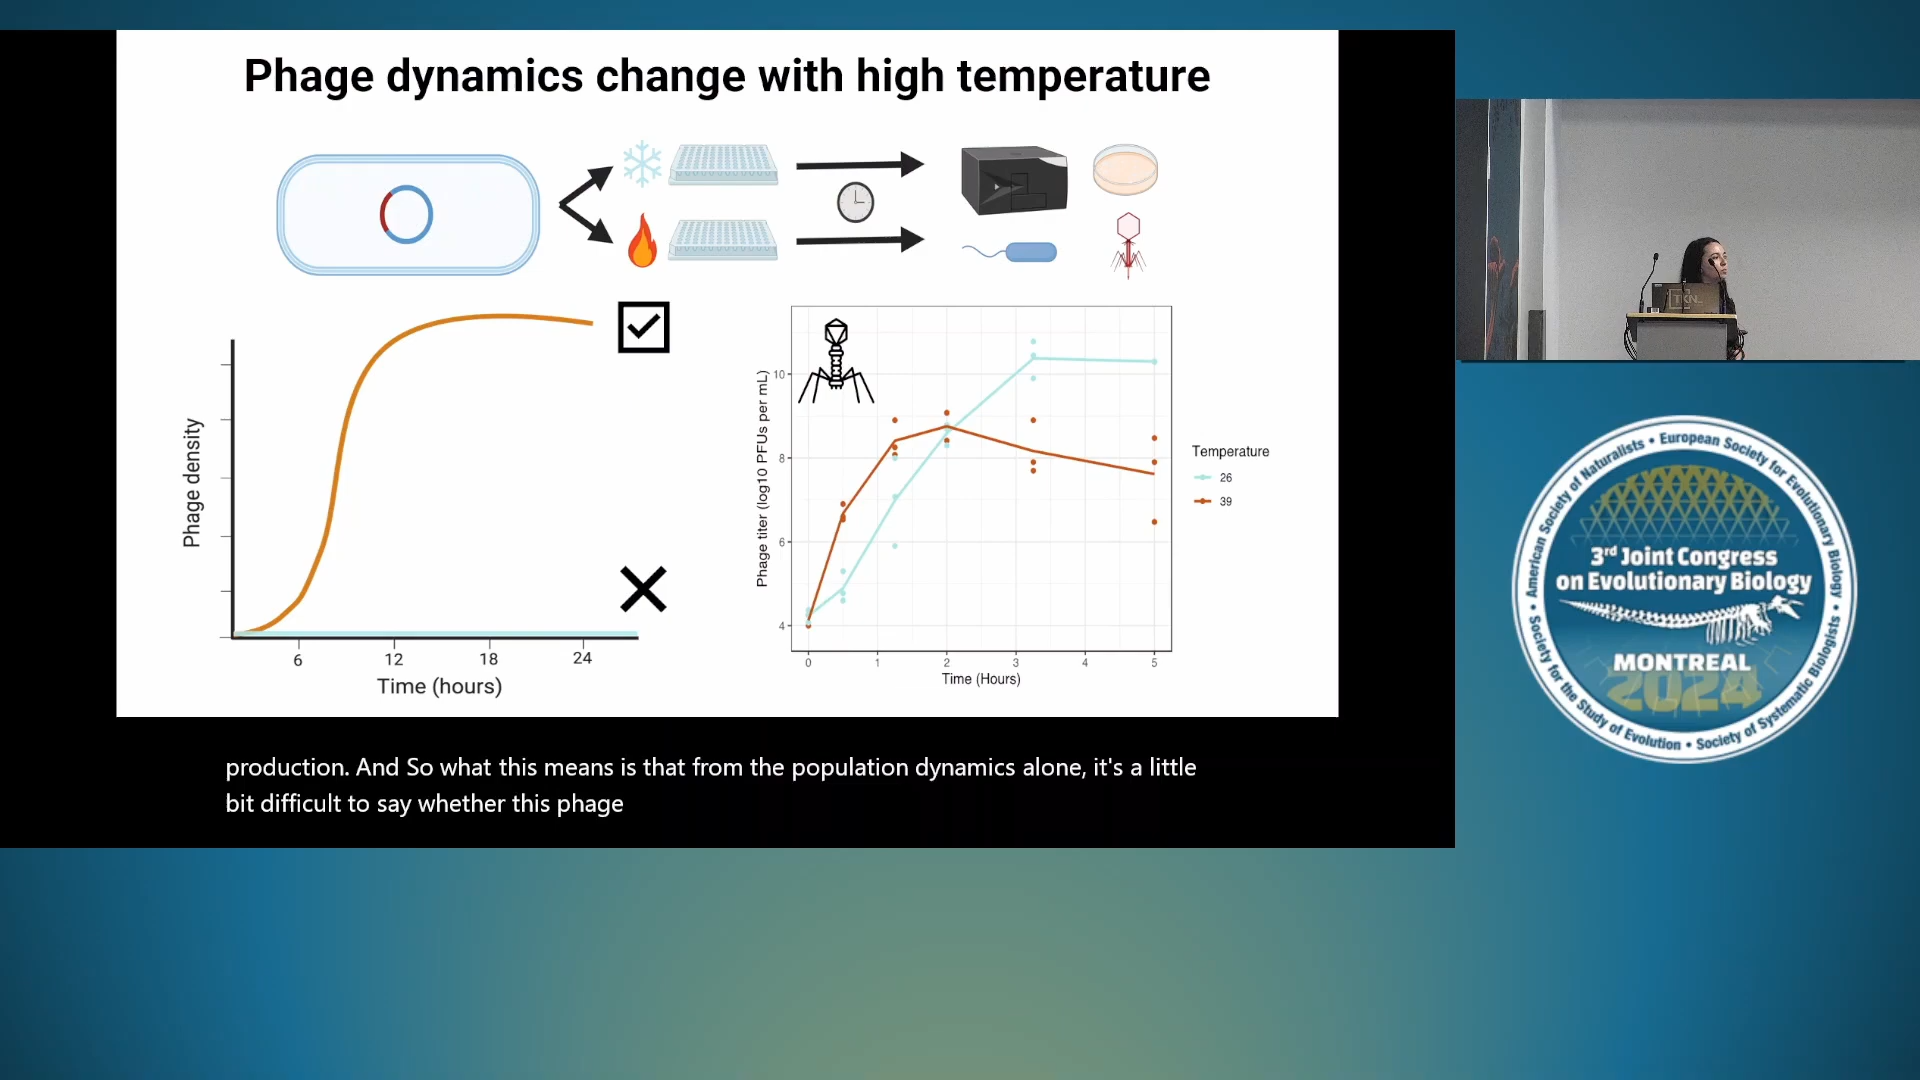 Phage dynamics change with high temperature
Phage density
6
12
18
24
Time (hours)
Phage titer (log10 PFUs per mL)
10
8
6
4
0
1
2
3
4
5
Time (Hours)
Temperature
26
39
production. And So what this means is that from the population dynamics alone, it's a little
bit difficult to say whether this phage
TKNL
American Society of Naturalists • European Society for Evolutionary Biology • Society of Systematic Biologists • Society for the Study of Evolution •
3rd Joint Congress
on Evolutionary Biology
MONTREAL
2024